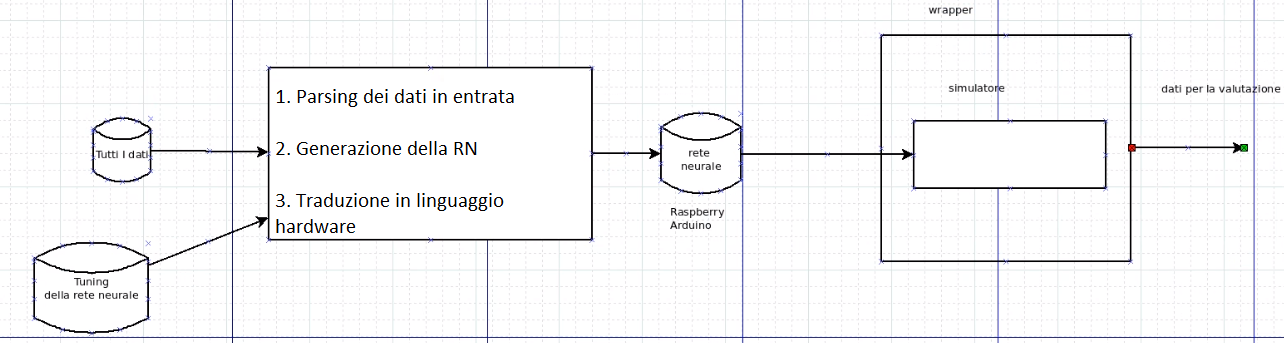 wrapper
simulatore
dati per la valutazione
1. Parsing dei dati in entrata
2. Generazione della RN
3. Traduzione in linguaggio
hardware
Tutti I dati
rete
neurale
Raspberry
Arduino
Tuning
della rete neurale